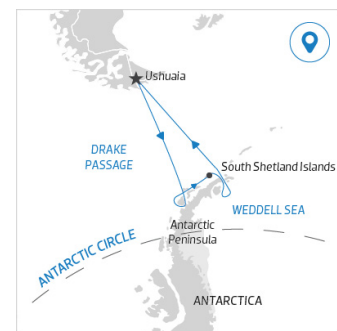 Ushuaia
DRAKE
PASSAGE
South Shetland Islands
WEDDELL SEA
Antarctic
Peninsula
ANTARCTIC CIRCLE
ANTARCTICA